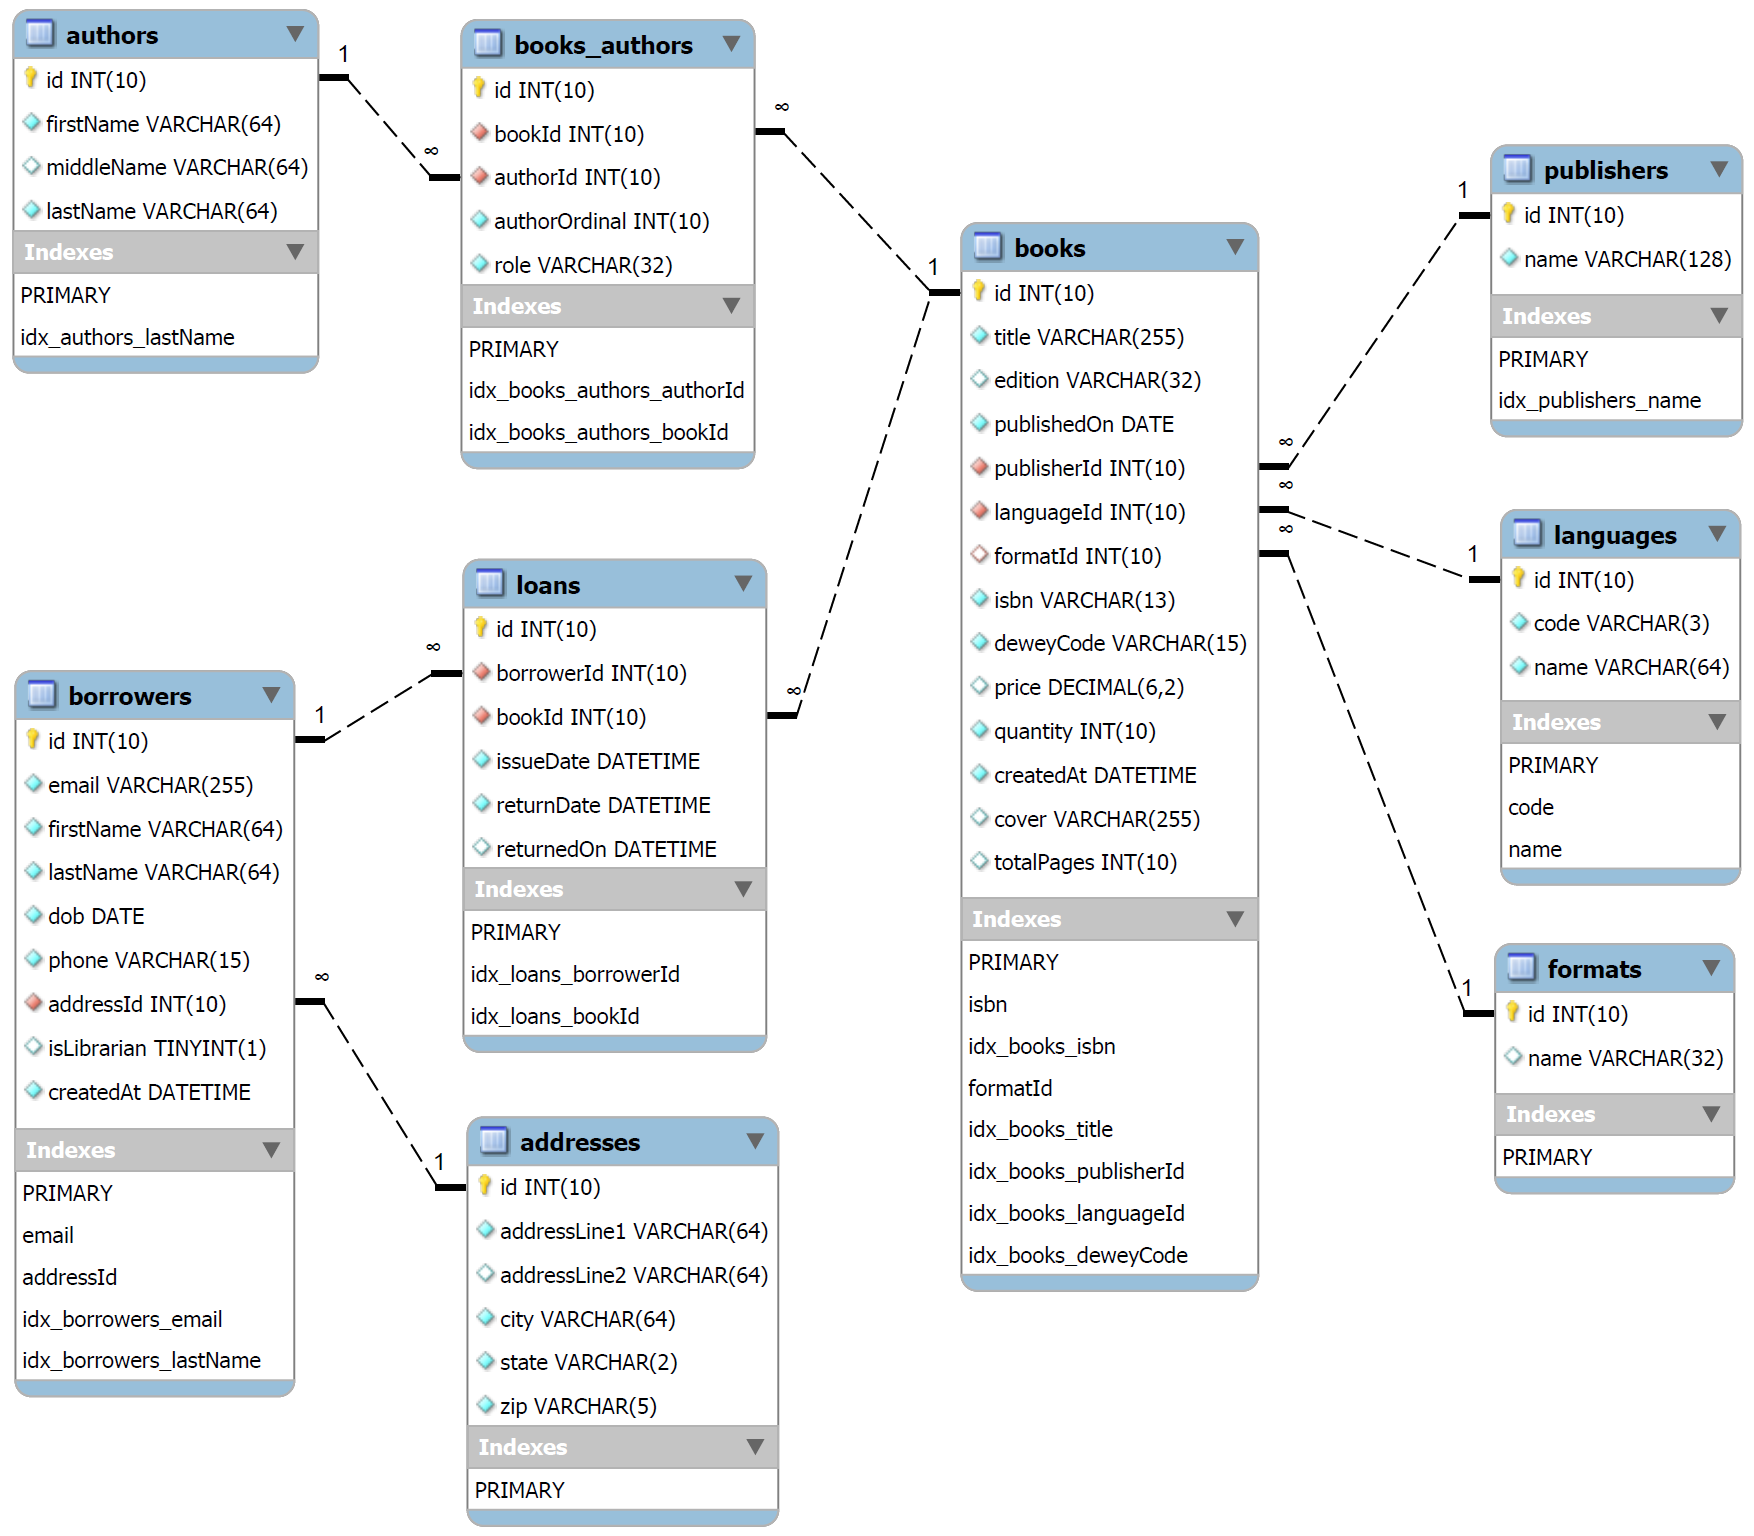 authors
id INT(10)
firstName VARCHAR(64)
middleName VARCHAR(64)
lastName VARCHAR(64)
Indexes
PRIMARY
idx_authors_lastName
1
∞
books_authors
id INT(10)
bookId INT(10)
authorId INT(10)
authorOrdinal INT(10)
role VARCHAR(32)
Indexes
PRIMARY
idx_books_authors_authorId
idx_books_authors_bookId
∞
1
loans
id INT(10)
borrowerId INT(10)
bookId INT(10)
issueDate DATETIME
returnDate DATETIME
returnedOn DATETIME
Indexes
PRIMARY
idx_loans_borrowerId
idx_loans_bookId
∞
∞
1
borrowers
id INT(10)
email VARCHAR(255)
firstName VARCHAR(64)
lastName VARCHAR(64)
dob DATE
phone VARCHAR(15)
addressId INT(10)
isLibrarian TINYINT(1)
createdAt DATETIME
Indexes
PRIMARY
email
addressId
idx_borrowers_email
idx_borrowers_lastName
∞
1
addresses
id INT(10)
addressLine1 VARCHAR(64)
addressLine2 VARCHAR(64)
city VARCHAR(64)
state VARCHAR(2)
zip VARCHAR(5)
Indexes
PRIMARY
books
id INT(10)
title VARCHAR(255)
edition VARCHAR(32)
publishedOn DATE
publisherId INT(10)
languageId INT(10)
formatId INT(10)
isbn VARCHAR(13)
deweyCode VARCHAR(15)
price DECIMAL(6,2)
quantity INT(10)
createdAt DATETIME
cover VARCHAR(255)
totalPages INT(10)
Indexes
PRIMARY
isbn
idx_books_isbn
formatId
idx_books_title
idx_books_publisherId
idx_books_languageId
idx_books_deweyCode
∞
∞
∞
1
publishers
id INT(10)
name VARCHAR(128)
Indexes
PRIMARY
idx_publishers_name
1
languages
id INT(10)
code VARCHAR(3)
name VARCHAR(64)
Indexes
PRIMARY
code
name
1
formats
id INT(10)
name VARCHAR(32)
Indexes
PRIMARY